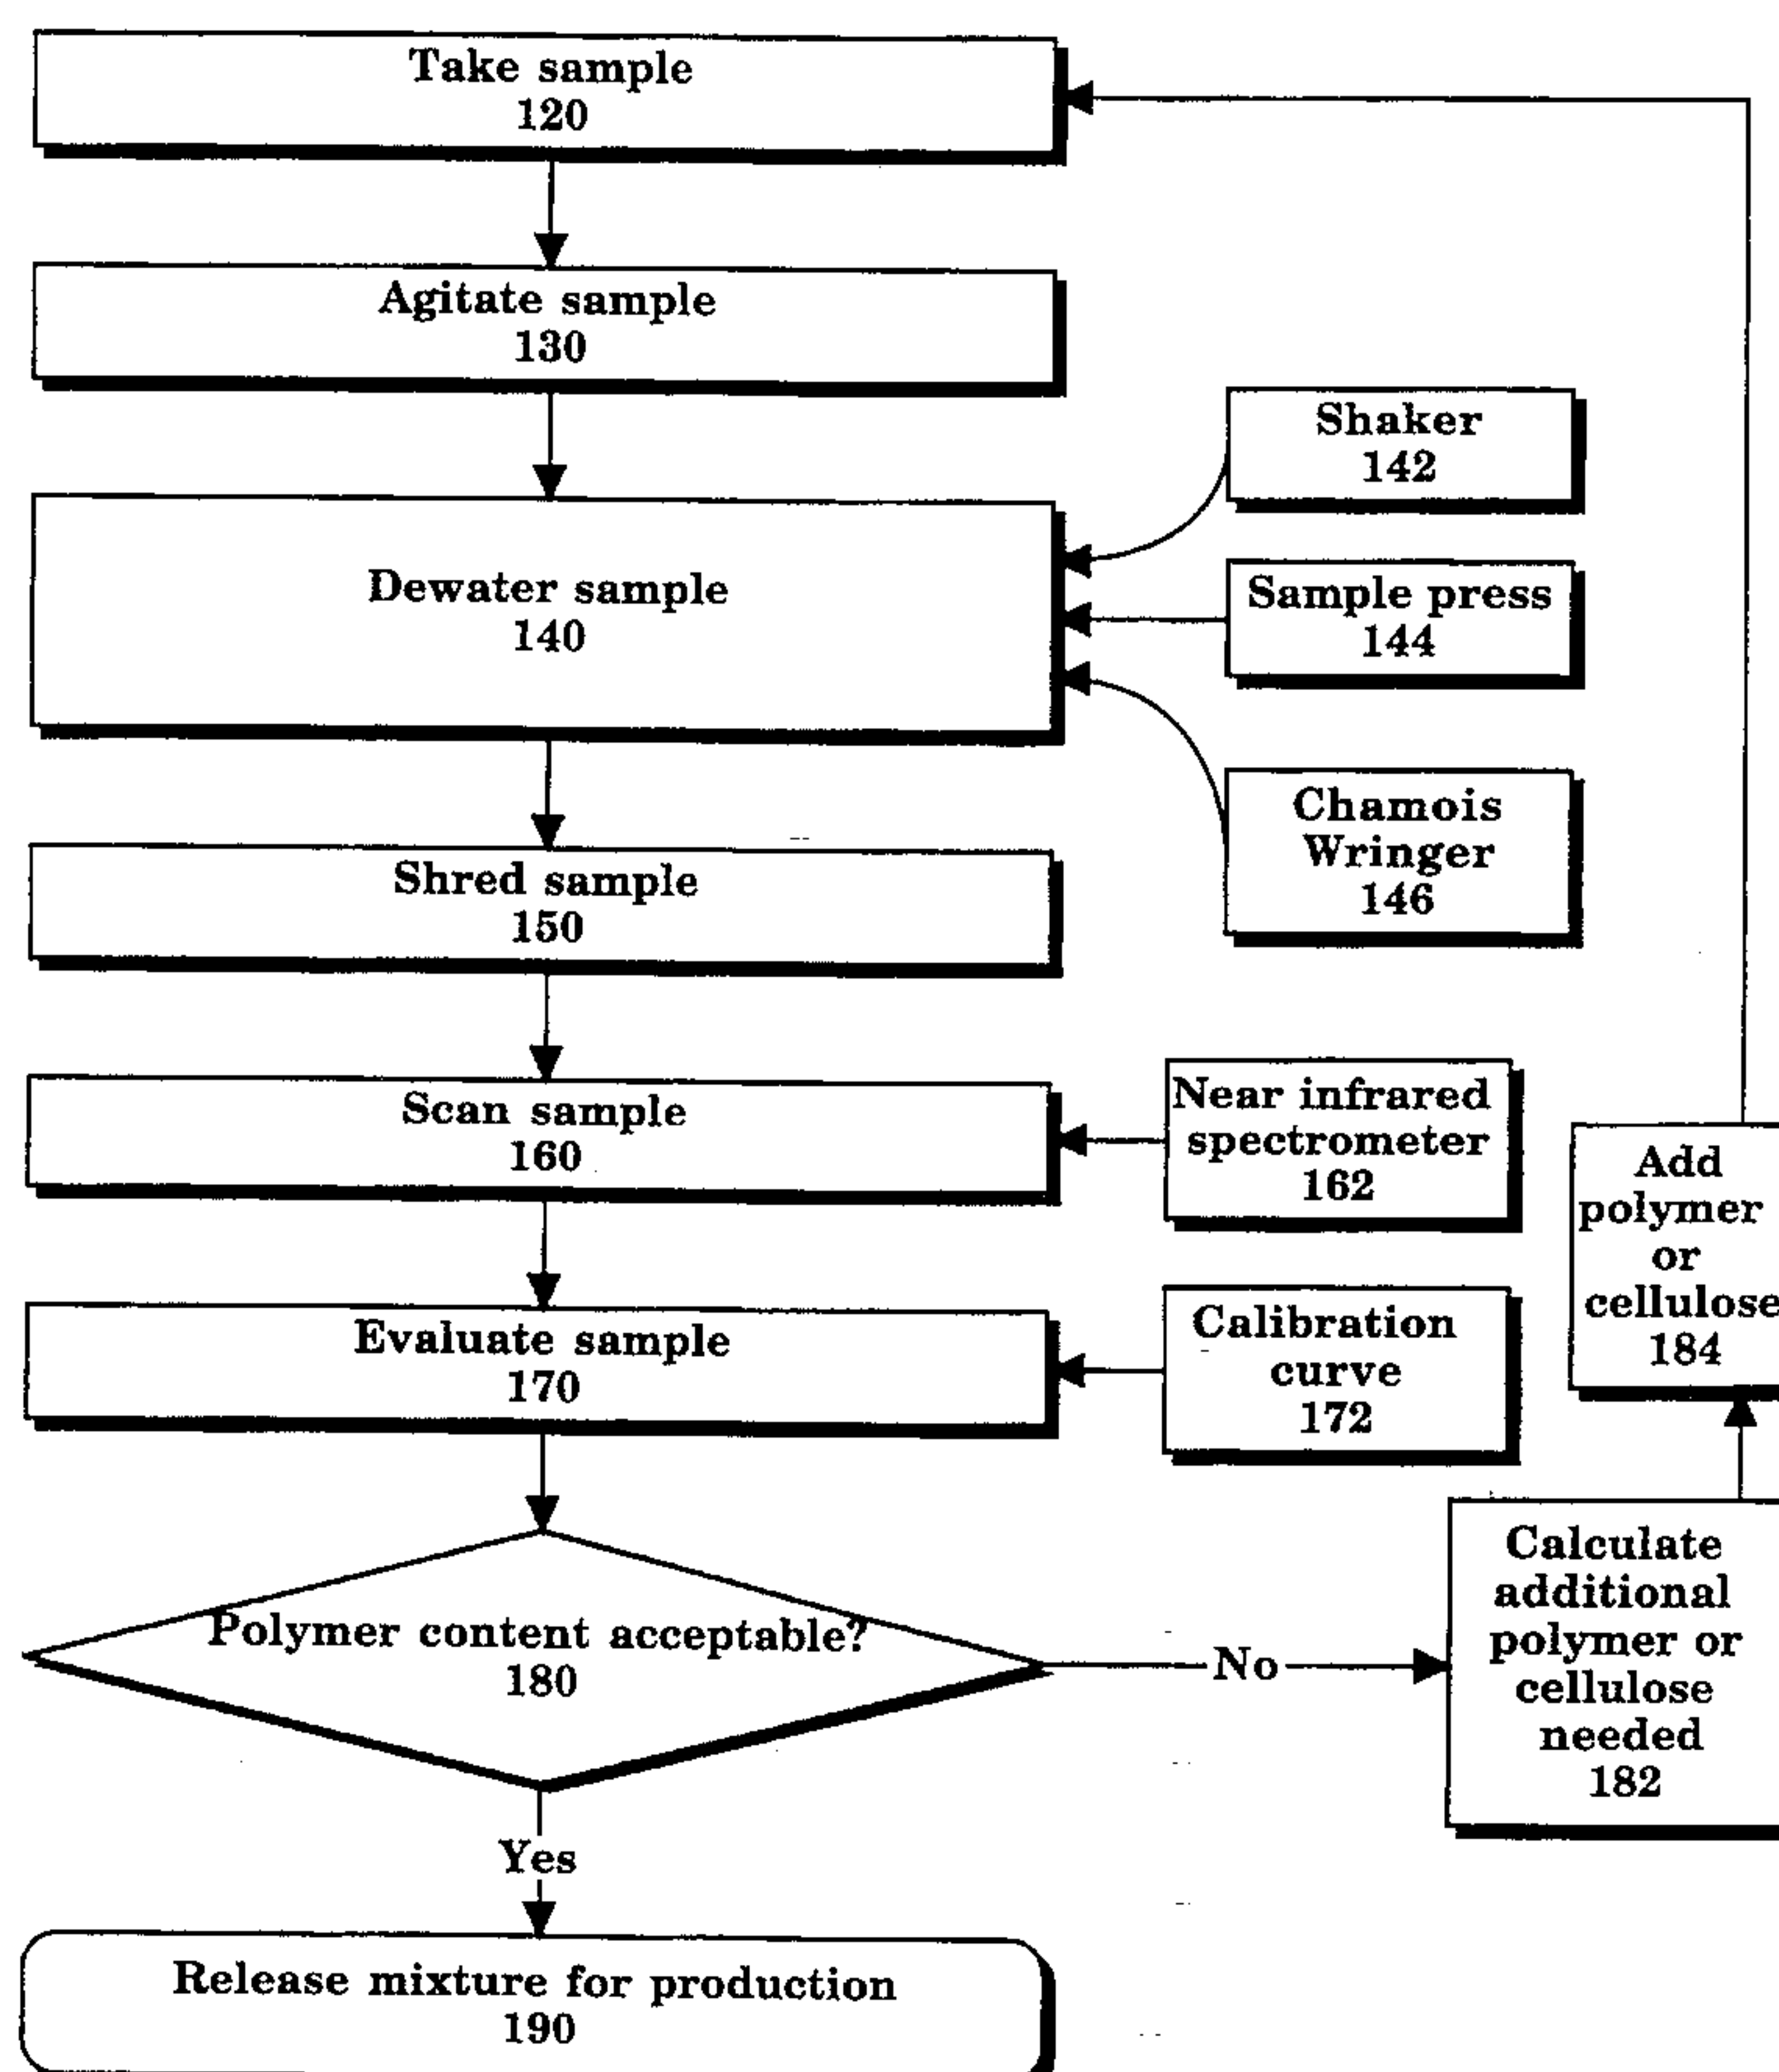 Take sample
120
Agitate sample
130
Shaker
142
Dewater sample
140
Sample press
144
Chamois
Wringer
146
Shred sample
150
Scan sample
160
Near infrared
spectrometer
162
Add
polymer
or
cellulose
184
Evaluate sample
170
Calibration
curve
172
Polymer content acceptable?
180
No
Calculate
additional
polymer or
cellulose
needed
182
Yes
Release mixture for production
190